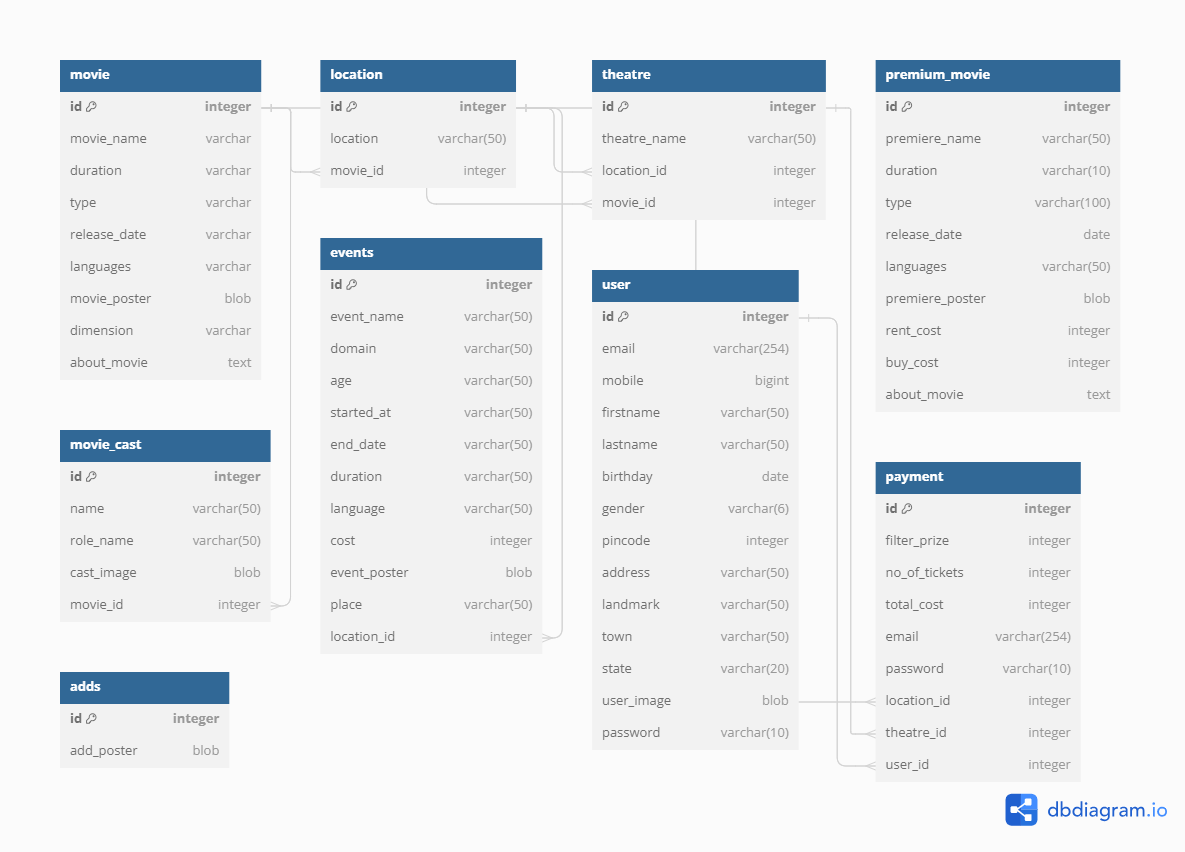 movie
id integer
movie_name varchar
duration varchar
type varchar
release_date varchar
languages varchar
movie_poster blob
dimension varchar
about_movie text
location
id integer
location varchar(50)
movie_id integer
theatre
id integer
theatre_name varchar(50)
location_id integer
movie_id integer
premium_movie
id integer
premiere_name varchar(50)
duration varchar(10)
type varchar(100)
release_date date
languages varchar(50)
premiere_poster blob
rent_cost integer
buy_cost integer
about_movie text
events
id integer
event_name varchar(50)
domain varchar(50)
age varchar(50)
started_at varchar(50)
end_date varchar(50)
duration varchar(50)
language varchar(50)
cost integer
event_poster blob
place varchar(50)
location_id integer
user
id integer
email varchar(254)
mobile bigint
firstname varchar(50)
lastname varchar(50)
birthday date
gender varchar(6)
pincode integer
address varchar(50)
landmark varchar(50)
town varchar(50)
state varchar(20)
user_image blob
password varchar(10)
movie_cast
id integer
name varchar(50)
role_name varchar(50)
cast_image blob
movie_id integer
payment
id integer
filter_prize integer
no_of_tickets integer
total_cost integer
email varchar(254)
password varchar(10)
location_id integer
theatre_id integer
user_id integer
adds
id integer
add_poster blob
dbdiagram.io